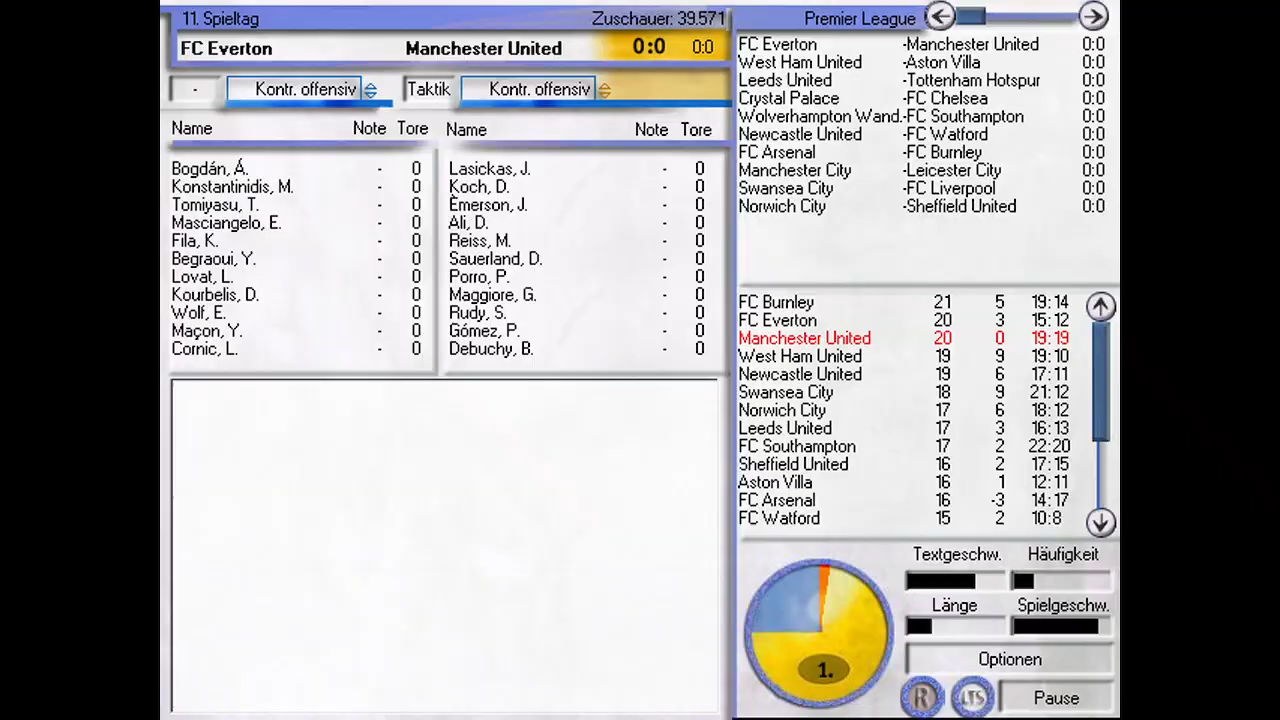 11. Spieltag Zuschauer: 39.571
FC Everton Manchester United 0:0 0:0
- Kontr. offensiv Taktik Kontr. offensiv
Name Note Tore Name Note Tore
Bogdán, Á. - 0 Lasickas, J. - 0
Konstantinidis, M. - 0 Koch, D. - 0
Tomiyasu, T. - 0 Èmerson, J. - 0
Masciangelo, E. - 0 Ali, D. - 0
Fila, K. - 0 Reiss, M. - 0
Begraoui, Y. - 0 Sauerland, D. - 0
Lovat, L. - 0 Porro, P. - 0
Kourbelis, D. - 0 Maggiore, G. - 0
Wolf, E. - 0 Rudy, S. - 0
Maçon, Y. - 0 Gómez, P. - 0
Cornic, L. - 0 Debuchy, B. - 0
Premier League
FC Everton -Manchester United 0:0
West Ham United -Aston Villa 0:0
Leeds United -Tottenham Hotspur 0:0
Crystal Palace -FC Chelsea 0:0
Wolverhampton Wand.-FC Southampton 0:0
Newcastle United -FC Watford 0:0
FC Arsenal -FC Burnley 0:0
Manchester City -Leicester City 0:0
Swansea City -FC Liverpool 0:0
Norwich City -Sheffield United 0:0
FC Burnley 21 5 19:14
FC Everton 20 3 15:12
Manchester United 20 0 19:19
West Ham United 19 9 19:10
Newcastle United 19 6 17:11
Swansea City 18 9 21:12
Norwich City 17 6 18:12
Leeds United 17 3 16:13
FC Southampton 17 2 22:20
Sheffield United 16 2 17:15
Aston Villa 16 1 12:11
FC Arsenal 16 -3 14:17
FC Watford 15 2 10:8
Textgeschw. Häufigkeit
Länge Spielgeschw.
1.
Optionen
R LTS Pause